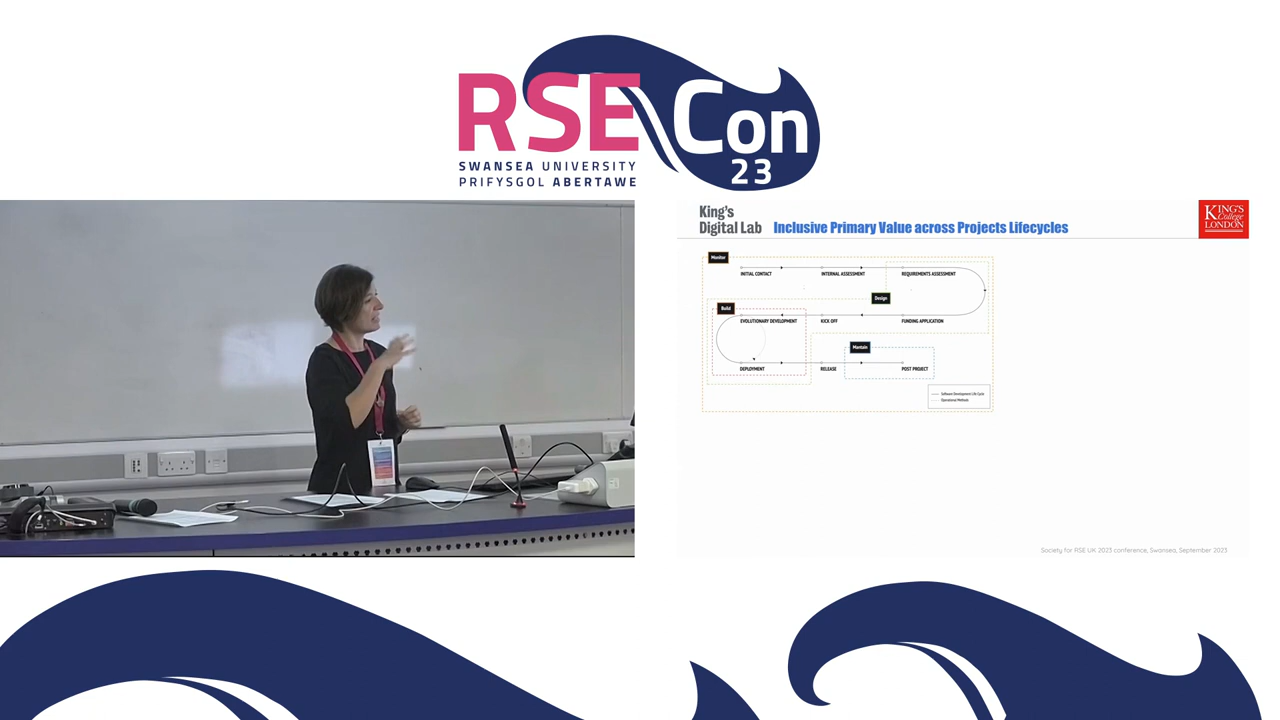 RSE Con
SWANSEA UNIVERSITY
PRIFYSGOL ABERTAWE
23
King's
Digital Lab
Inclusive Primary Value across Projects Lifecycles
KING'S
College
LONDON
Monitor
INITIAL CONTACT
INTERNAL ASSESSMENT
REQUIREMENTS ASSESSMENT
Design
Build
EVOLUTIONARY DEVELOPMENT
KICK OFF
FUNDING APPLICATION
Maintain
DEPLOYMENT
RELEASE
POST PROJECT
Software Development Life Cycle
Operational Methods
Society for RSE UK 2023 conference, Swansea, September 2023